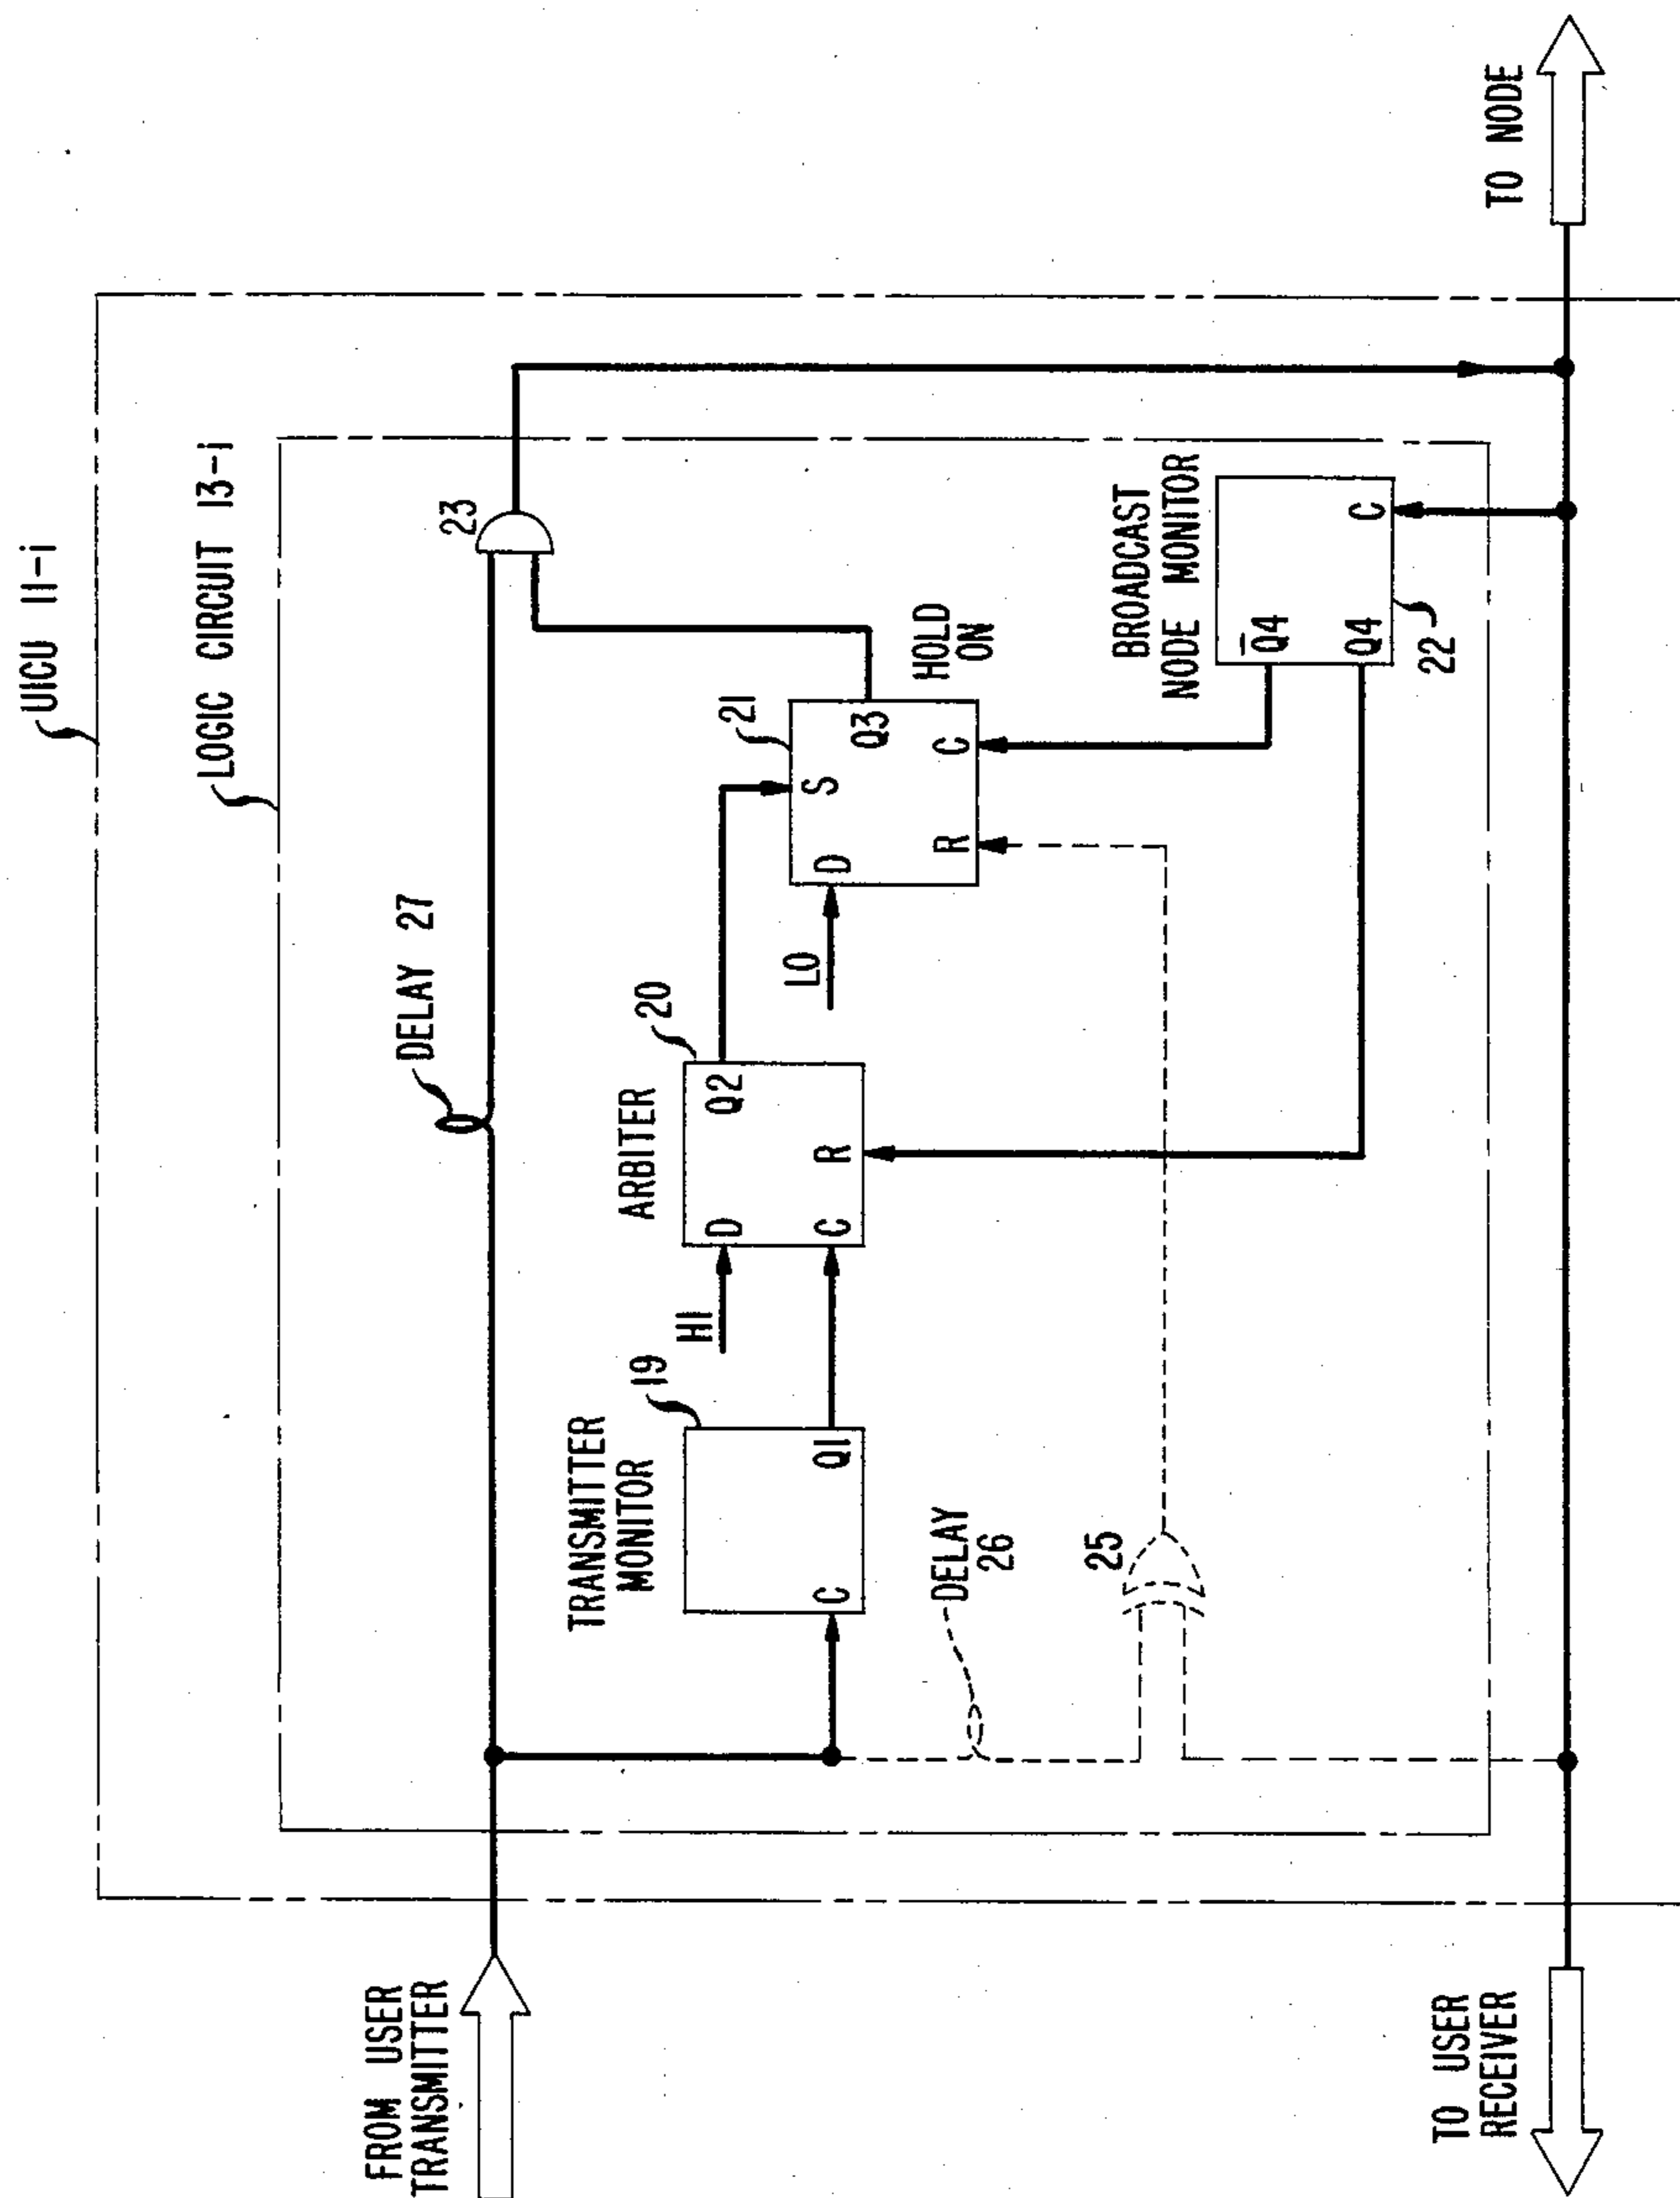 UICU 11-i
LOGIC CIRCUIT 13-i
FROM USER
TRANSMITTER
DELAY 27
23
TRANSMITTER
MONITOR
19
C
Q1
HI
ARBITER
20
D
Q2
C
R
LO
21
D
S
Q3
R
C
HOLD
ON
BROADCAST
NODE MONITOR
Q̄4
Q4
C
22
DELAY
26
25
TO USER
RECEIVER
TO NODE